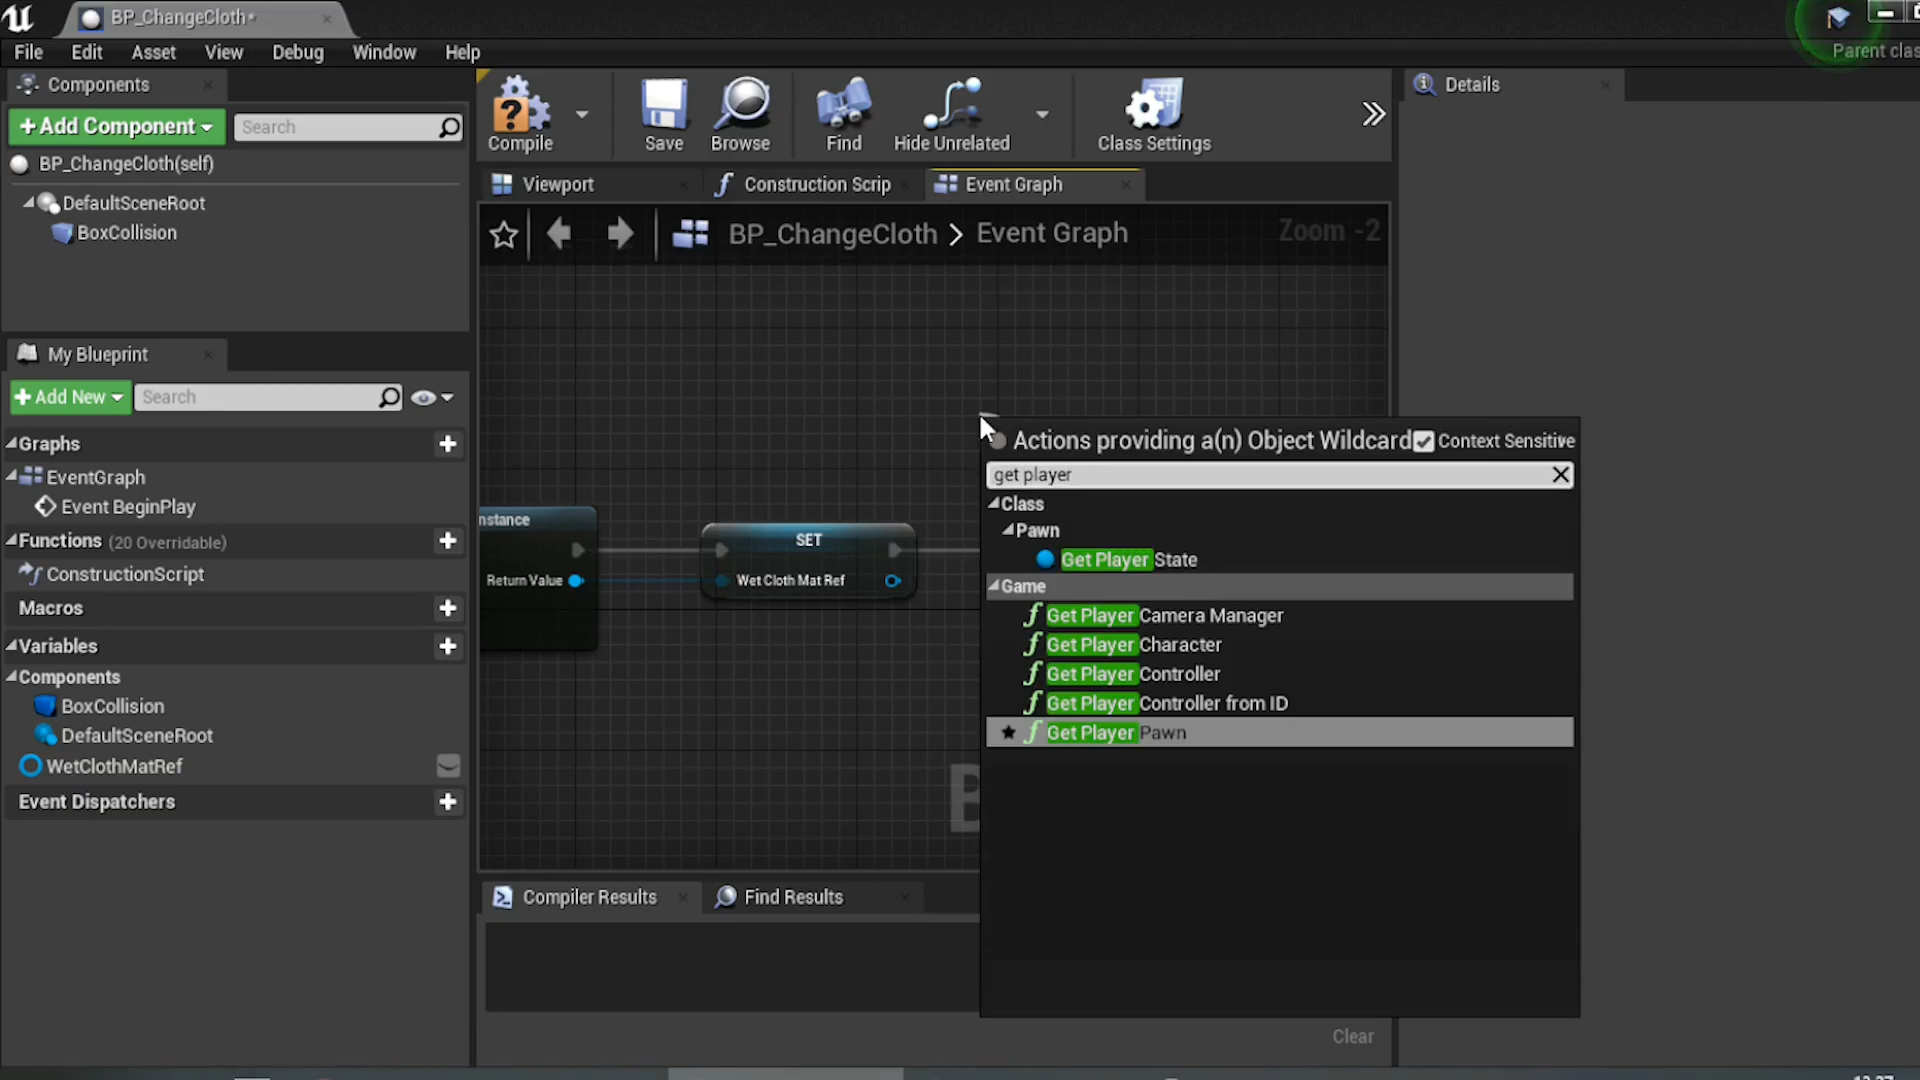 BP_ChangeCloth*
File Edit Asset View Debug Window Help
Parent clas
Components
+Add Component
Search
BP_ChangeCloth(self)
DefaultSceneRoot
BoxCollision
My Blueprint
+Add New
Search
Graphs
EventGraph
Event BeginPlay
Functions (20 Overridable)
ConstructionScript
Macros
Variables
Components
BoxCollision
DefaultSceneRoot
WetClothMatRef
Event Dispatchers
Compile Save Browse Find Hide Unrelated Class Settings
Viewport Construction Scrip Event Graph
BP_ChangeCloth > Event Graph
Zoom -2
nstance
Return Value
SET
Wet Cloth Mat Ref
B
Actions providing a(n) Object Wildcard Context Sensitive
get player
Class
Pawn
Get Player State
Game
Get Player Camera Manager
Get Player Character
Get Player Controller
Get Player Controller from ID
Get Player Pawn
Compiler Results Find Results
Clear
Details